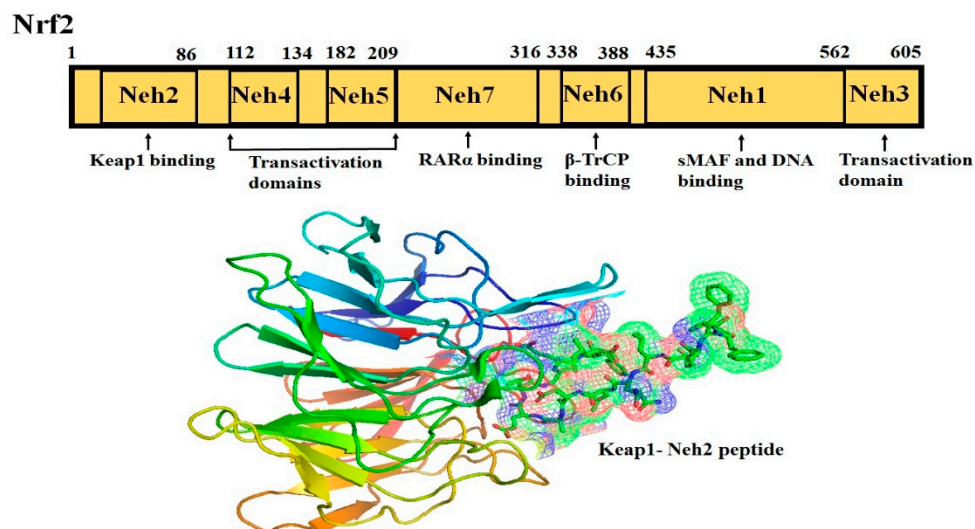 Nrf2
1 86 112 134 182 209 316 338 388 435 562 605
Neh2 Neh4 Neh5 Neh7 Neh6 Neh1 Neh3
Keap1 binding
Transactivation
domains
RARα binding
β-TrCP
binding
sMAF and DNA
binding
Transactivation
domain
Keap1- Neh2 peptide